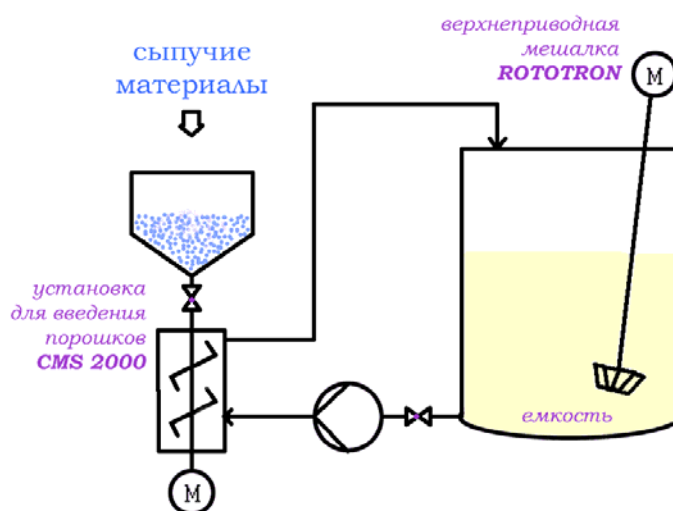 верхнеприводная
мешалка
ROTOTRON
M
сыпучие
материалы
установка
для введения
порошков
CMS 2000
M
емкость